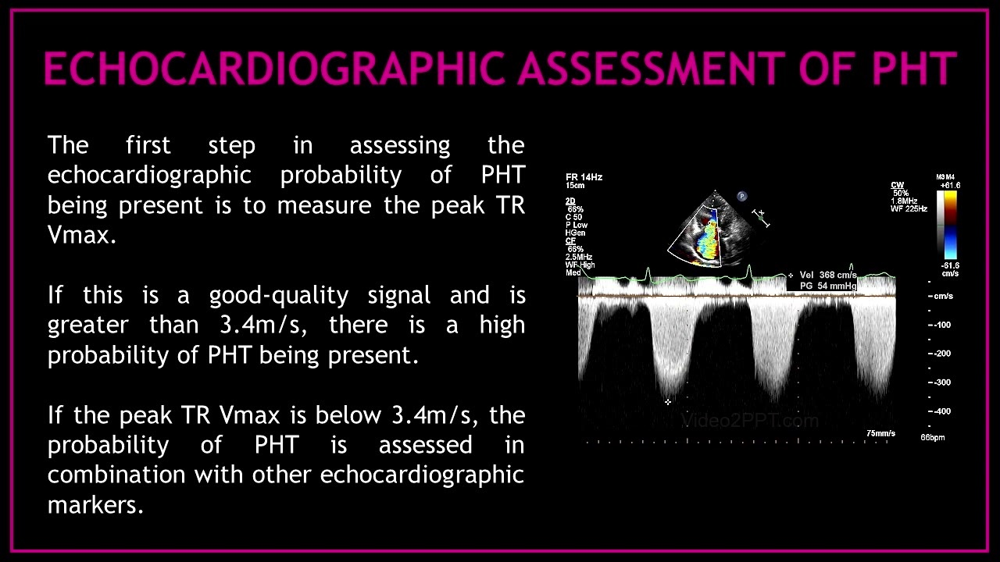 ECHOCARDIOGRAPHIC ASSESSMENT OF PHT
The first step in assessing the
echocardiographic probability of PHT
being present is to measure the peak TR
Vmax.
If this is a good-quality signal and is
greater than 3.4m/s, there is a high
probability of PHT being present.
If the peak TR Vmax is below 3.4m/s, the
probability of PHT is assessed in
combination with other echocardiographic
markers.
FR 14Hz
15cm
2D
66%
C 50
P Low
HGen
CF
66%
2.5MHz
WF High
Med
P
CW
50%
1.8MHz
WF 225Hz
M3 M4
+61.6
-61.6
cm/s
Vel 368 cm/s
PG 54 mmHg
cm/s
-100
-200
-300
-400
Video2PPT.com
75mm/s
66bpm